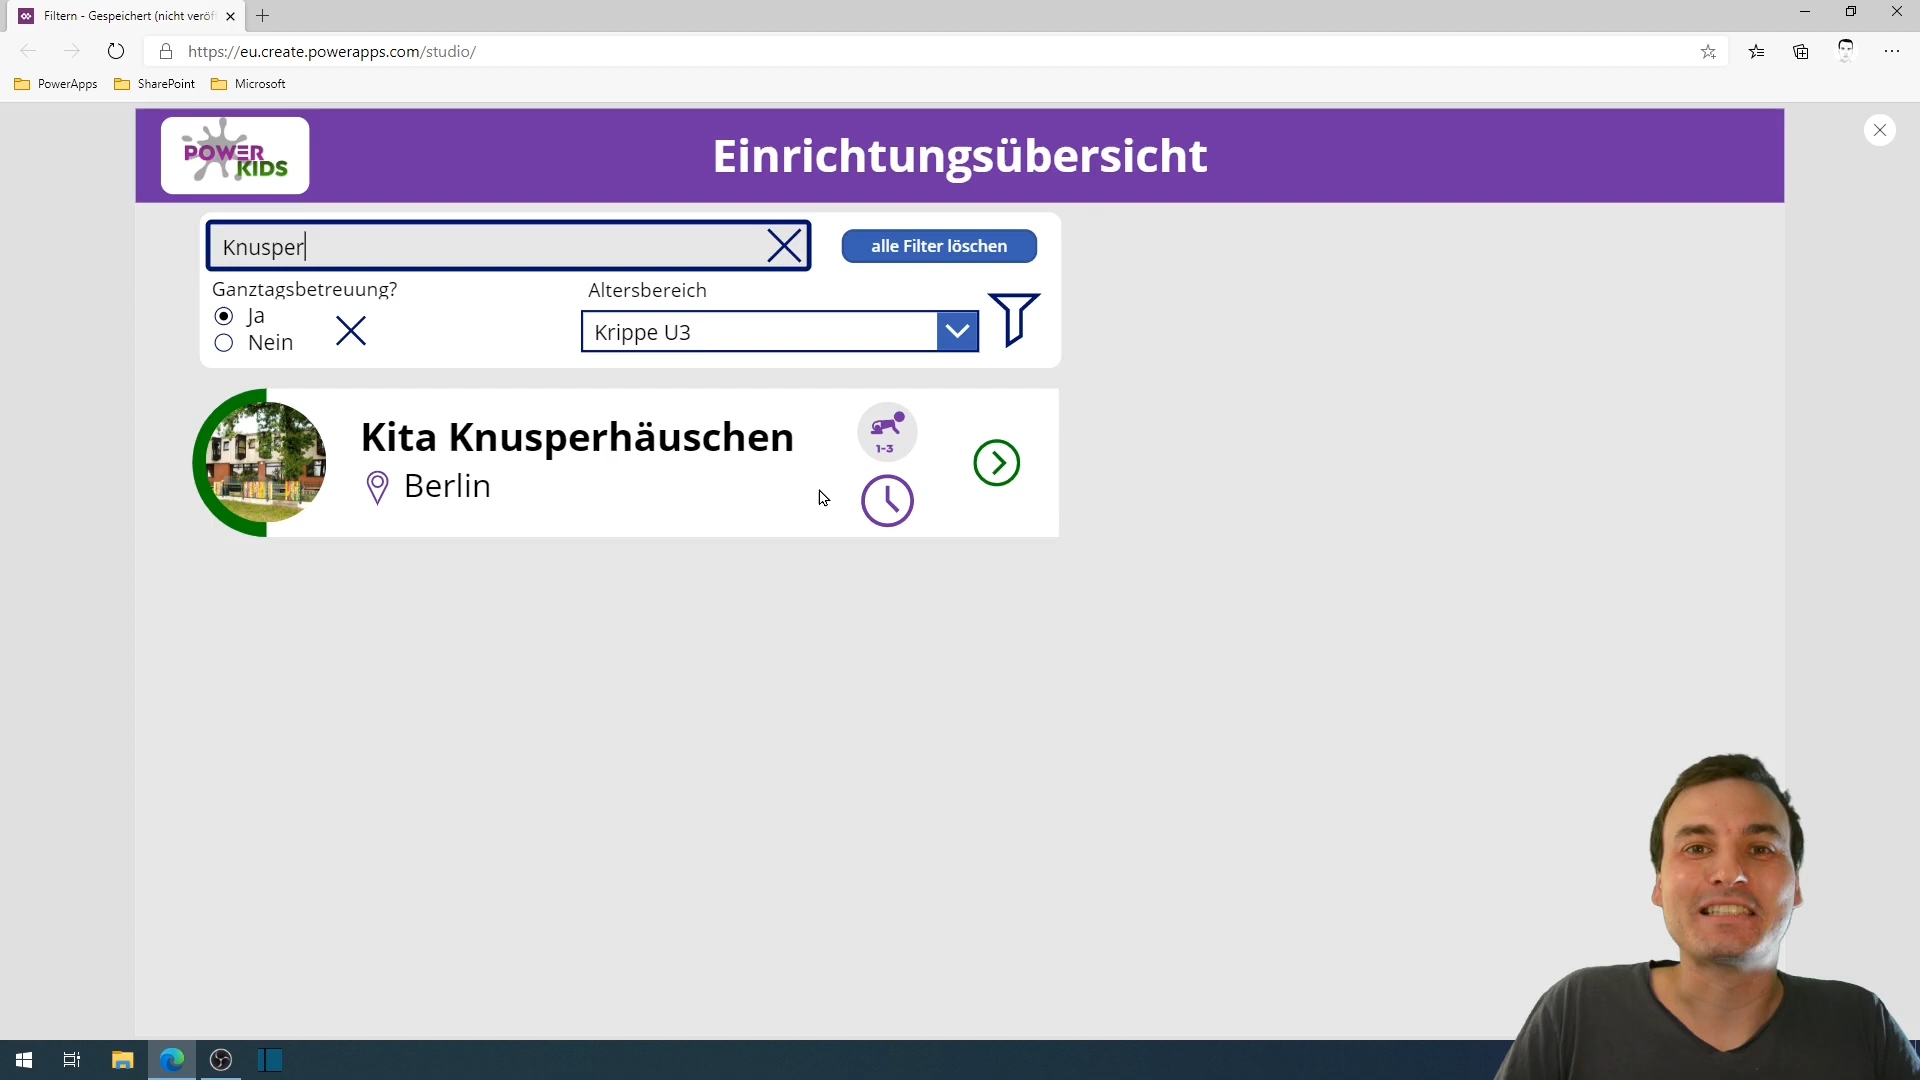 Filtern - Gespeichert (nicht veröf
https://eu.create.powerapps.com/studio/
PowerApps
SharePoint
Microsoft
POWER
KIDS
Einrichtungsübersicht
Knusper
alle Filter löschen
Ganztagsbetreuung?
Ja
Nein
Altersbereich
Krippe U3
Kita Knusperhäuschen
1-3
Berlin